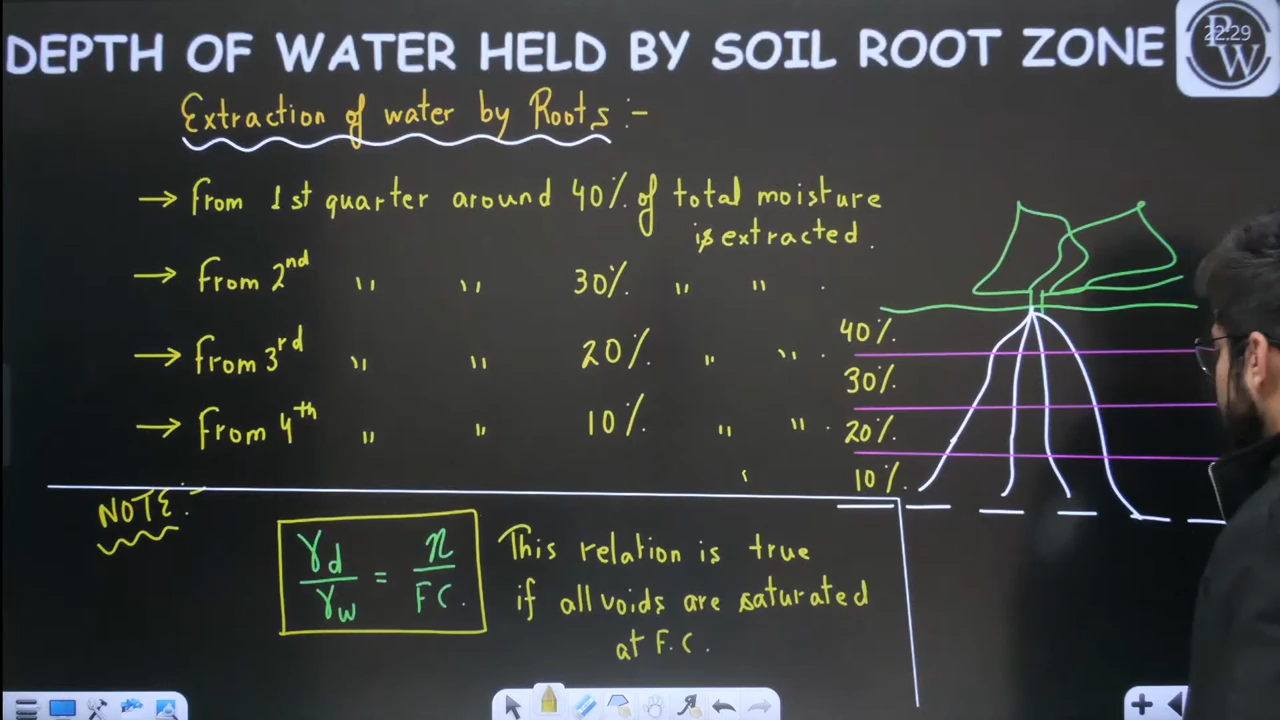 DEPTH OF WATER HELD BY SOIL ROOT ZONE
PW
22:29
Extraction of water by Roots :-
→ From 1st quarter around 40% of total moisture
is extracted.
→ From 2nd " " 30% " " .
→ From 3rd " " 20% " " .
→ From 4th " " 10% " " .
40%.
30%.
20%.
10%.
NOTE:-
γd/γw = n/FC.
This relation is true
if all voids are saturated
at F.C.